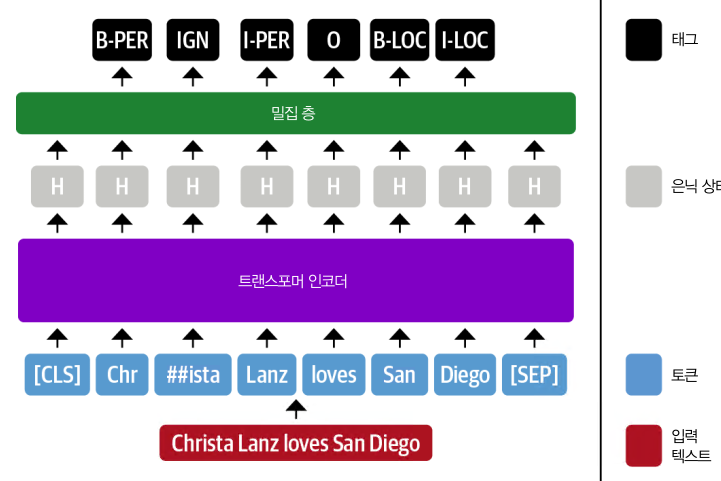 B-PER IGN I-PER O B-LOC I-LOC
태그
밀집 층
H H H H H H H H
은닉
트랜스포머 인코더
[CLS] Chr ##ista Lanz loves San Diego [SEP]
토큰
Christa Lanz loves San Diego
입력
텍스트